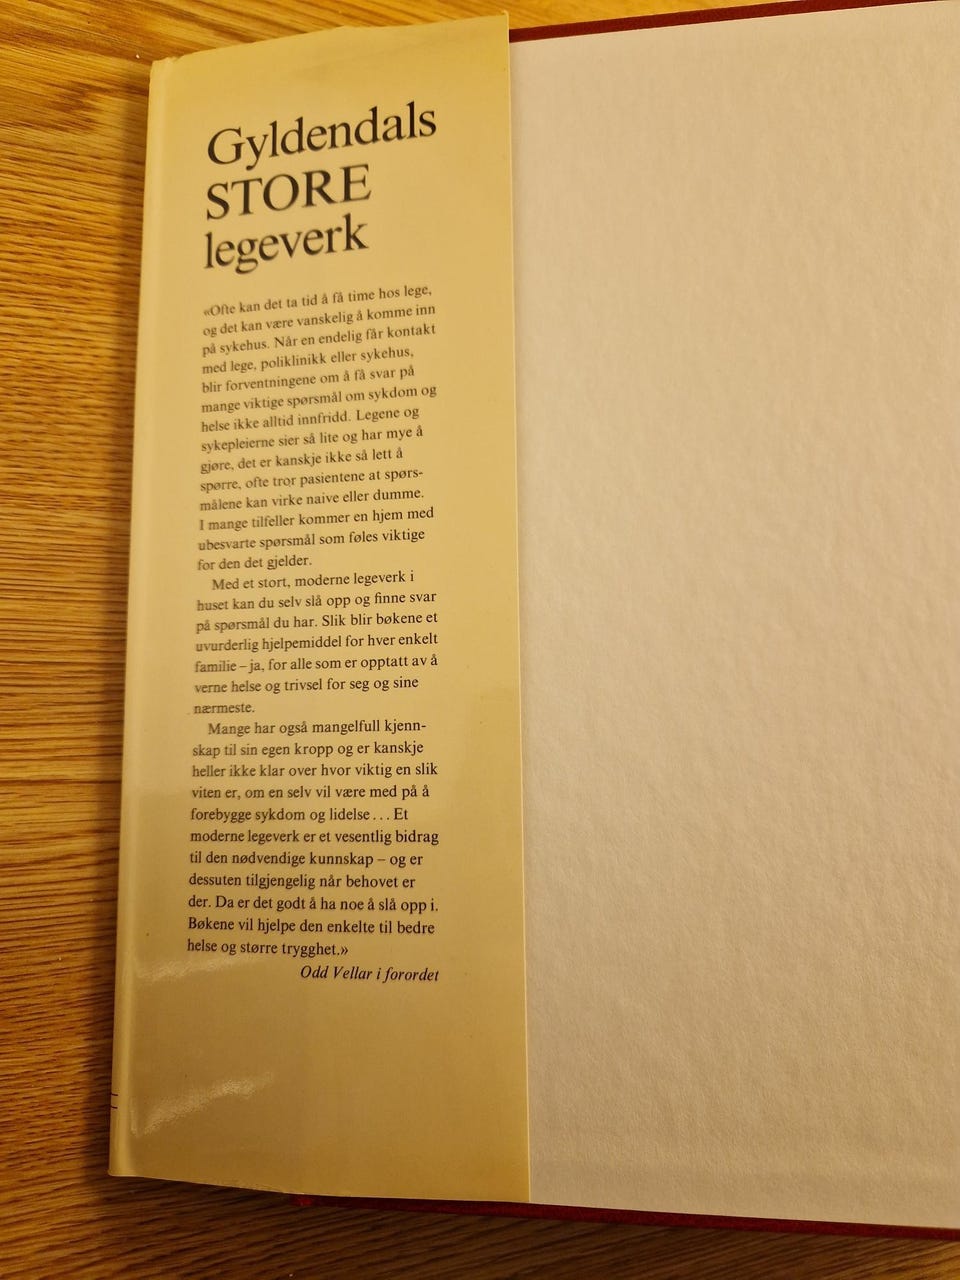 Gyldendals
STORE
legeverk
«Ofte kan det ta tid å få time hos lege,
og det kan være vanskelig å komme inn
på sykehus. Når en endelig får kontakt
med lege, poliklinikk eller sykehus,
blir forventningene om å få svar på
mange viktige spørsmål om sykdom og
helse ikke alltid innfridd. Legene og
sykepleierne sier så lite og har mye å
gjøre, det er kanskje ikke så lett å
spørre, ofte tror pasientene at spørs-
målene kan virke naive eller dumme.
I mange tilfeller kommer en hjem med
ubesvarte spørsmål som føles viktige
for den det gjelder.
Med et stort, moderne legeverk i
huset kan du selv slå opp og finne svar
på spørsmål du har. Slik blir bøkene et
uvurderlig hjelpemiddel for hver enkelt
familie – ja, for alle som er opptatt av å
verne helse og trivsel for seg og sine
nærmeste.
Mange har også mangelfull kjenn-
skap til sin egen kropp og er kanskje
heller ikke klar over hvor viktig en slik
viten er, om en selv vil være med på å
forebygge sykdom og lidelse ... Et
moderne legeverk er et vesentlig bidrag
til den nødvendige kunnskap – og er
dessuten tilgjengelig når behovet er
der. Da er det godt å ha noe å slå opp i.
Bøkene vil hjelpe den enkelte til bedre
helse og større trygghet.»
Odd Vellar i forordet